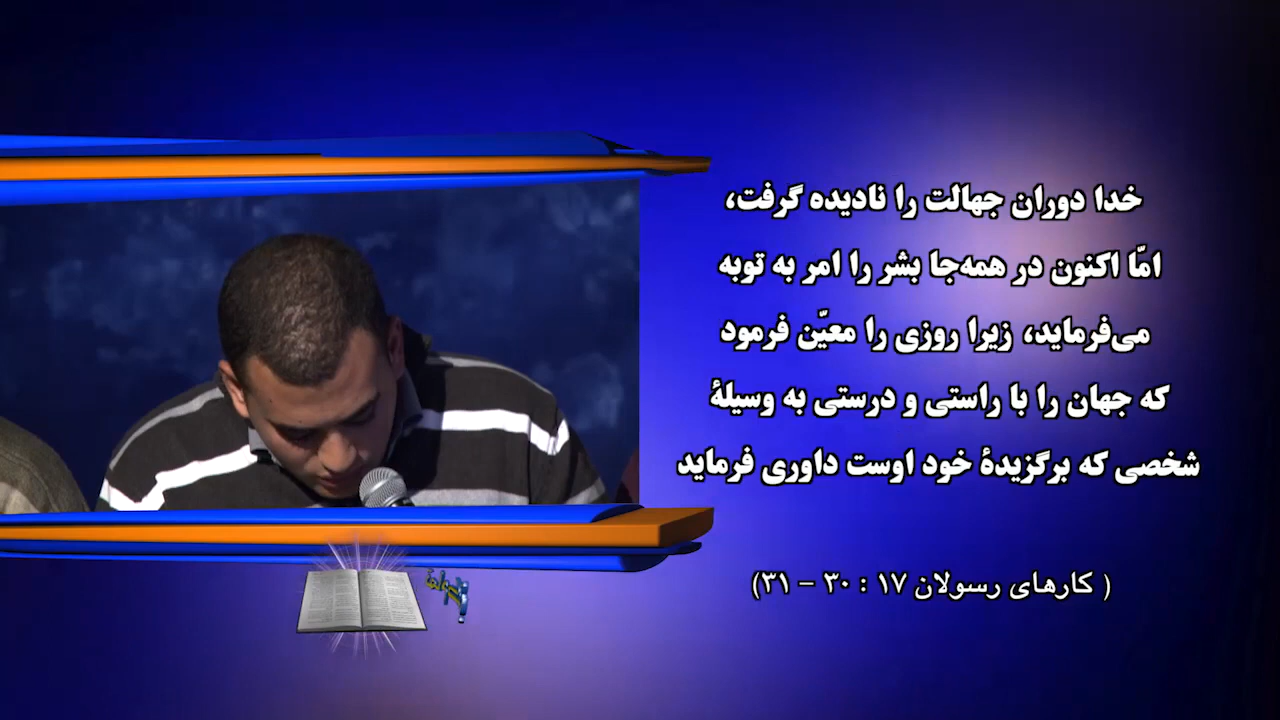 خدا دوران جهالت را نادیده گرفت،
امّا اکنون در همه‌جا بشر را امر به توبه
می‌فرماید، زیرا روزی را معیّن فرمود
که جهان را با راستی و درستی به وسیلهٔ
شخصی که برگزیدهٔ خود اوست داوری فرماید
( کارهای رسولان ۱۷ : ۳۰ – ۳۱)